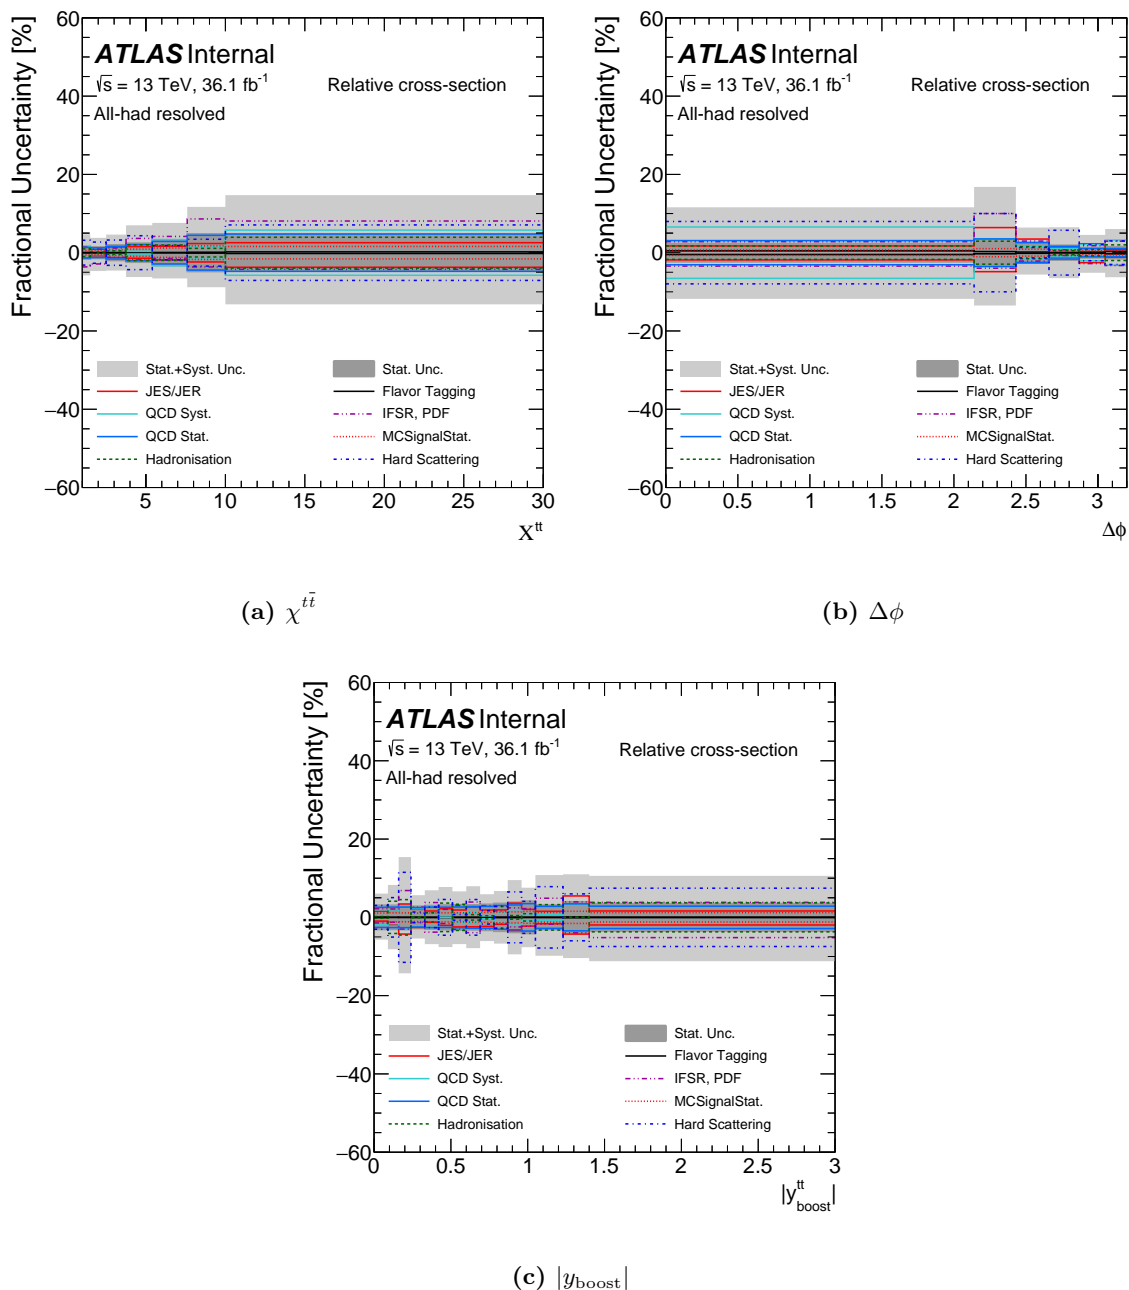 Fractional Uncertainty [%]
60
40
20
0
−20
−40
−60
ATLAS Internal
√s = 13 TeV, 36.1 fb⁻¹
Relative cross-section
All-had resolved
Stat.+Syst. Unc.
Stat. Unc.
JES/JER
Flavor Tagging
QCD Syst.
IFSR, PDF
QCD Stat.
MCSignalStat.
Hadronisation
Hard Scattering
5 10 15 20 25 30
X^tt
(a) χ^{tt̄}
Fractional Uncertainty [%]
60
40
20
0
−20
−40
−60
ATLAS Internal
√s = 13 TeV, 36.1 fb⁻¹
Relative cross-section
All-had resolved
Stat.+Syst. Unc.
Stat. Unc.
JES/JER
Flavor Tagging
QCD Syst.
IFSR, PDF
QCD Stat.
MCSignalStat.
Hadronisation
Hard Scattering
0 0.5 1 1.5 2 2.5 3
Δϕ
(b) Δϕ
Fractional Uncertainty [%]
60
40
20
0
−20
−40
−60
ATLAS Internal
√s = 13 TeV, 36.1 fb⁻¹
Relative cross-section
All-had resolved
Stat.+Syst. Unc.
Stat. Unc.
JES/JER
Flavor Tagging
QCD Syst.
IFSR, PDF
QCD Stat.
MCSignalStat.
Hadronisation
Hard Scattering
0 0.5 1 1.5 2 2.5 3
|y^tt_boost|
(c) |y_boost|